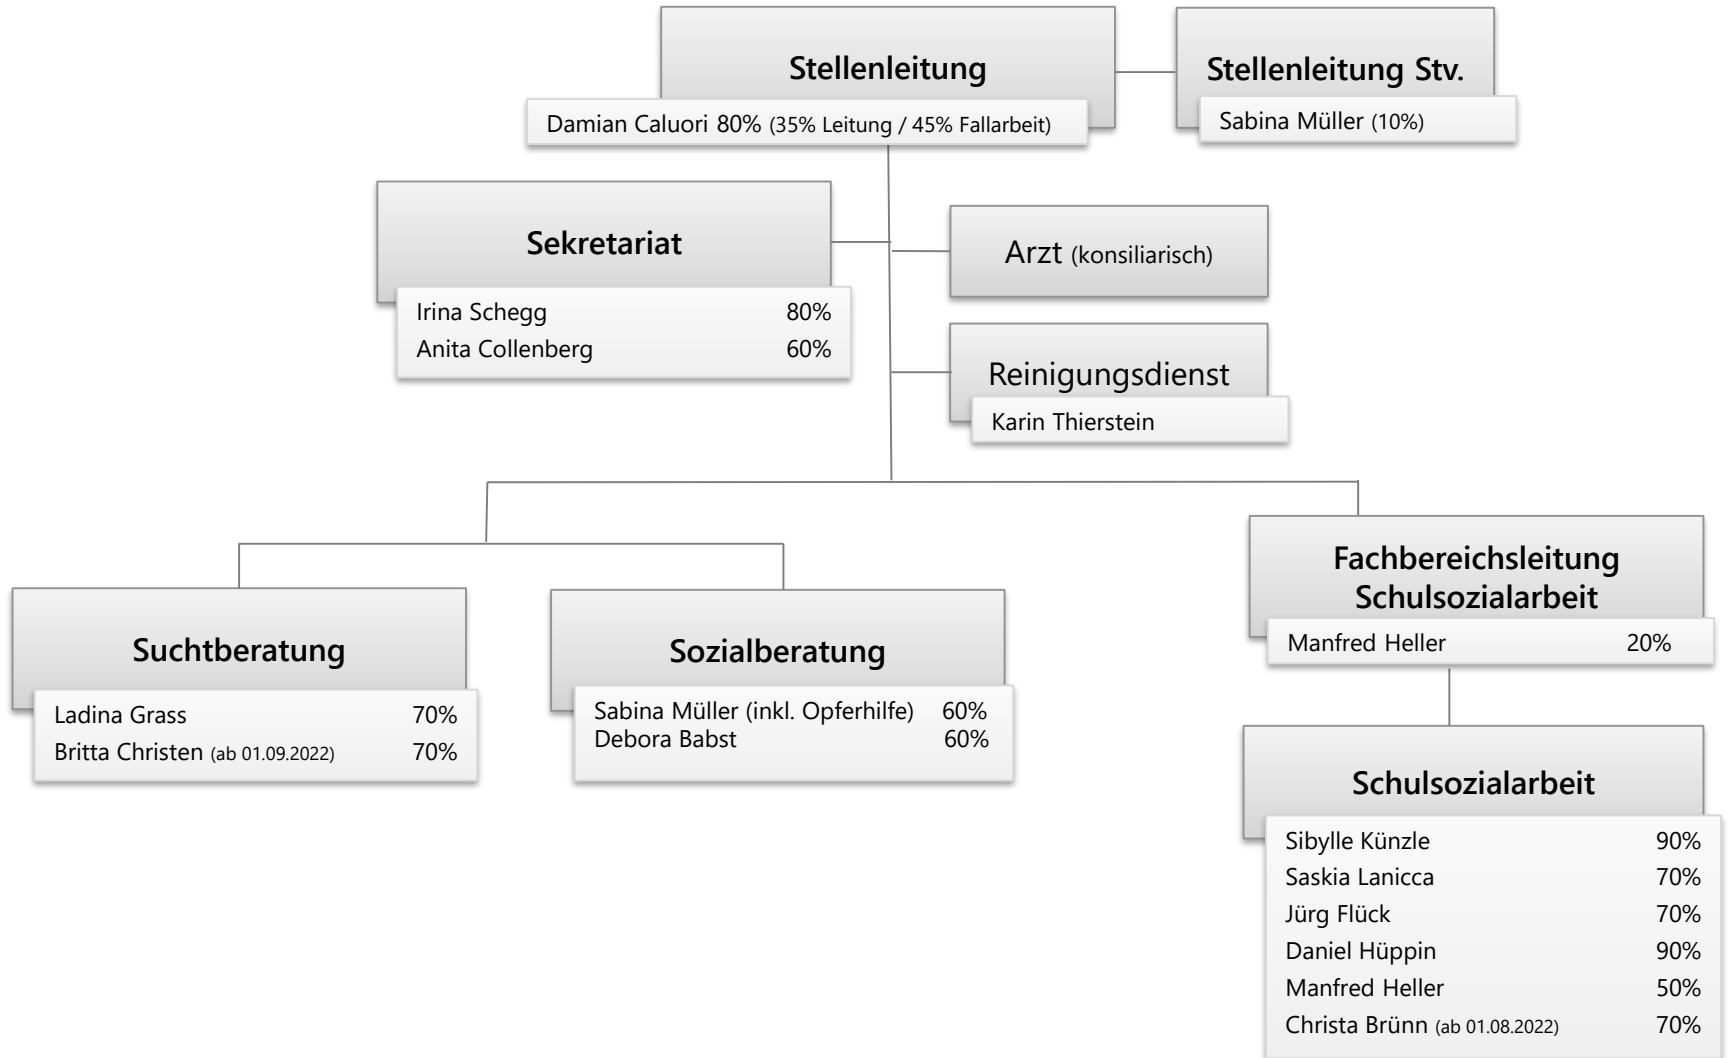 Stellenleitung
Damian Caluori 80% (35% Leitung / 45% Fallarbeit)
Stellenleitung Stv.
Sabina Müller (10%)
Sekretariat
Irina Schegg 80%
Anita Collenberg 60%
Arzt (konsiliarisch)
Reinigungsdienst
Karin Thierstein
Suchtberatung
Ladina Grass 70%
Britta Christen (ab 01.09.2022) 70%
Sozialberatung
Sabina Müller (inkl. Opferhilfe) 60%
Debora Babst 60%
Fachbereichsleitung
Schulsozialarbeit
Manfred Heller 20%
Schulsozialarbeit
Sibylle Künzle 90%
Saskia Lanicca 70%
Jürg Flück 70%
Daniel Hüppin 90%
Manfred Heller 50%
Christa Brünn (ab 01.08.2022) 70%